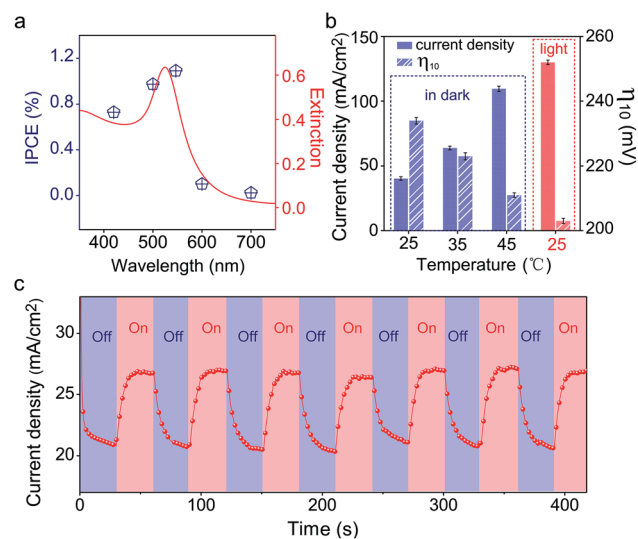 a
1.2
0.8
0.4
0.0
IPCE (%)
0.6
0.4
0.2
0.0
Extinction
400 500 600 700
Wavelength (nm)
b
current density
η10
light
in dark
150
100
50
0
Current density (mA/cm2)
260
240
220
200
η10 (mV)
25 35 45 25
Temperature (℃)
c
Off On Off On Off On Off On Off On Off On Off On
30
25
20
Current density (mA/cm2)
0 100 200 300 400
Time (s)